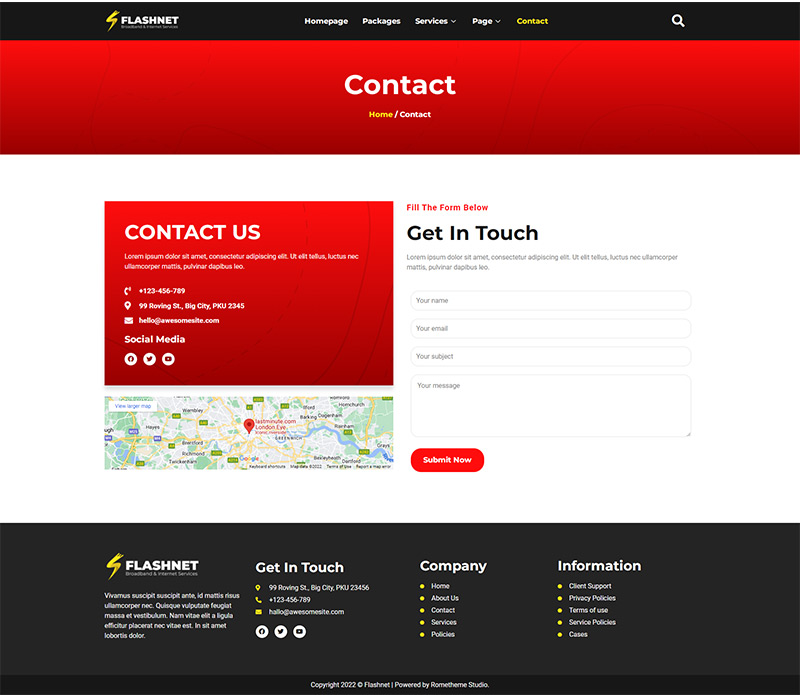 FLASHNET
Broadband & Internet Services
Homepage Packages Services Page Contact
Contact
Home / Contact
CONTACT US
Lorem ipsum dolor sit amet, consectetur adipiscing elit. Ut elit tellus, luctus nec
ullamcorper mattis, pulvinar dapibus leo.
+123-456-789
99 Roving St., Big City, PKU 2345
hello@awesomesite.com
Social Media
View larger map
Wembley
Ilford
Hornchurch
Dagenham
Hayes
lastminute.com
London Eye
Rainham
GREENWICH
Brentford
Richmond
Twickenham
Bexleyheath
Dartford
Google
Keyboard shortcuts Map data ©2022 Terms of Use Report a map error
Fill The Form Below
Get In Touch
Lorem ipsum dolor sit amet, consectetur adipiscing elit. Ut elit tellus, luctus nec ullamcorper
mattis, pulvinar dapibus leo.
Your name
Your email
Your subject
Your message
Submit Now
FLASHNET
Broadband & Internet Services
Vivamus suscipit suscipit ante, id mattis risus
ullamcorper nec. Quisque vulputate feugiat
massa et vestibulum. Nam vitae elit a ligula
efficitur placerat nec vitae est. In sit amet
lobortis dolor.
Get In Touch
99 Roving St., Big City, PKU 23456
+123-456-789
hallo@awesomesite.com
Company
Home
About Us
Contact
Services
Policies
Information
Client Support
Privacy Policies
Terms of use
Service Policies
Cases
Copyright 2022 © Flashnet | Powered by Rometheme Studio.